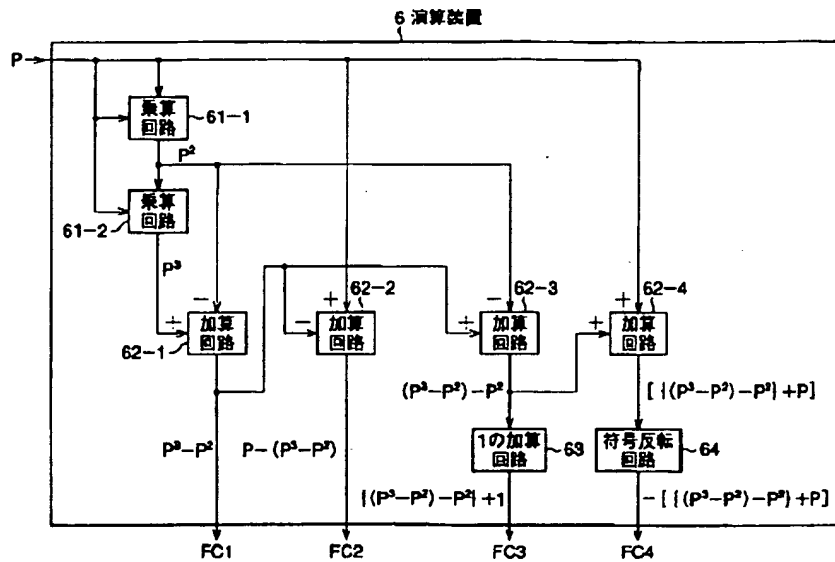 6 演算装置
P
乗算
回路
61-1
P²
乗算
回路
61-2
P³
−
+
加算
回路
62-1
+
−
加算
回路
62-2
−
+
加算
回路
62-3
+
+
加算
回路
62-4
(P³−P²)−P²
[{(P³−P²)−P²}+P]
P³−P²
P−(P³−P²)
1の加算
回路
63
符号反転
回路
64
{(P³−P²)−P²}+1
−[{(P³−P²)−P²}+P]
FC1
FC2
FC3
FC4